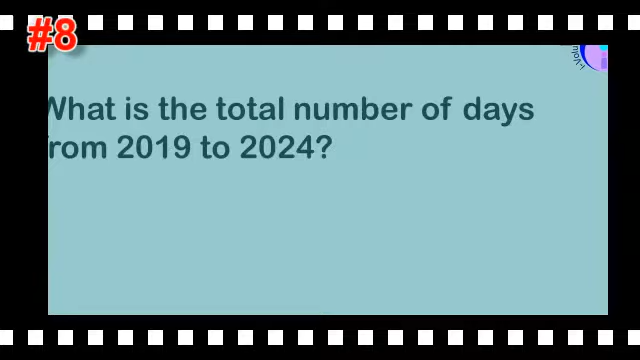 #8
What is the total number of days
from 2019 to 2024?